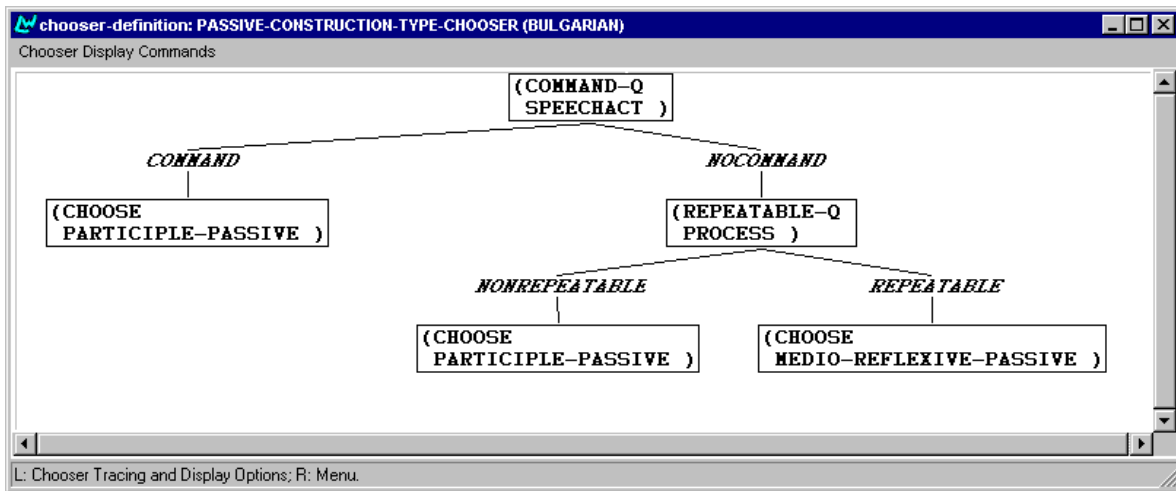 chooser-definition: PASSIVE-CONSTRUCTION-TYPE-CHOOSER (BULGARIAN)
Chooser Display Commands
(COMMAND-Q
SPEECHACT )
COMMAND
NOCOMMAND
(CHOOSE
PARTICIPLE-PASSIVE )
(REPEATABLE-Q
PROCESS )
NONREPEATABLE
REPEATABLE
(CHOOSE
PARTICIPLE-PASSIVE )
(CHOOSE
MEDIO-REFLEXIVE-PASSIVE )
L: Chooser Tracing and Display Options; R: Menu.